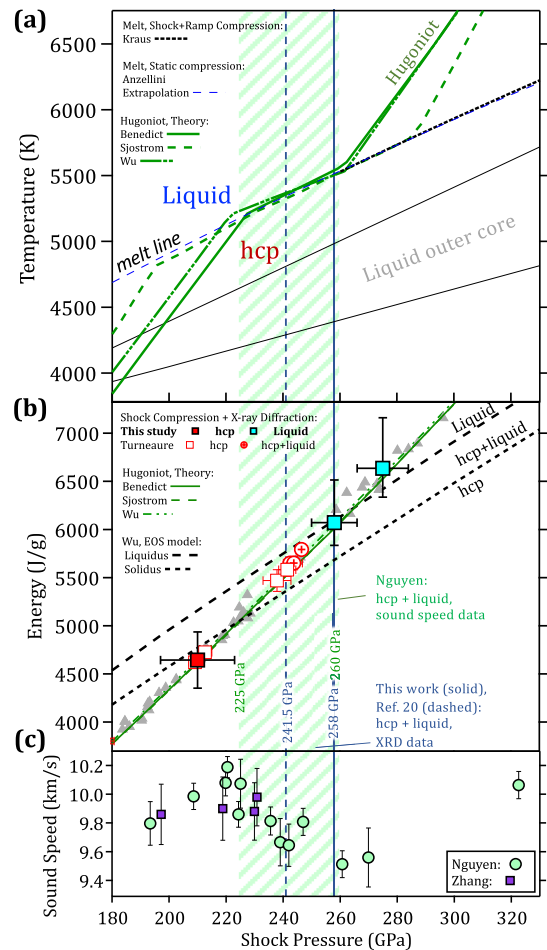 (a)
6500
6000
5500
5000
4500
4000
Temperature (K)
Melt, Shock+Ramp Compression:
Kraus
Melt, Static compression:
Anzellini
Extrapolation
Hugoniot, Theory:
Benedict
Sjostrom
Wu
Hugoniot
Liquid
melt line
hcp
Liquid outer core
(b)
7000
6500
6000
5500
5000
4500
4000
Energy (J/g)
Shock Compression + X-ray Diffraction:
This study hcp Liquid
Turneaure hcp hcp+liquid
Hugoniot, Theory:
Benedict
Sjostrom
Wu
Wu, EOS model:
Liquidus
Solidus
Liquid
hcp+liquid
hcp
Nguyen:
hcp + liquid,
sound speed data
225 GPa
241.5 GPa
258 GPa
260 GPa
This work (solid),
Ref. 20 (dashed):
hcp + liquid,
XRD data
(c)
10.2
10.0
9.8
9.6
9.4
Sound Speed (km/s)
Nguyen:
Zhang:
180 200 220 240 260 280 300 320
Shock Pressure (GPa)